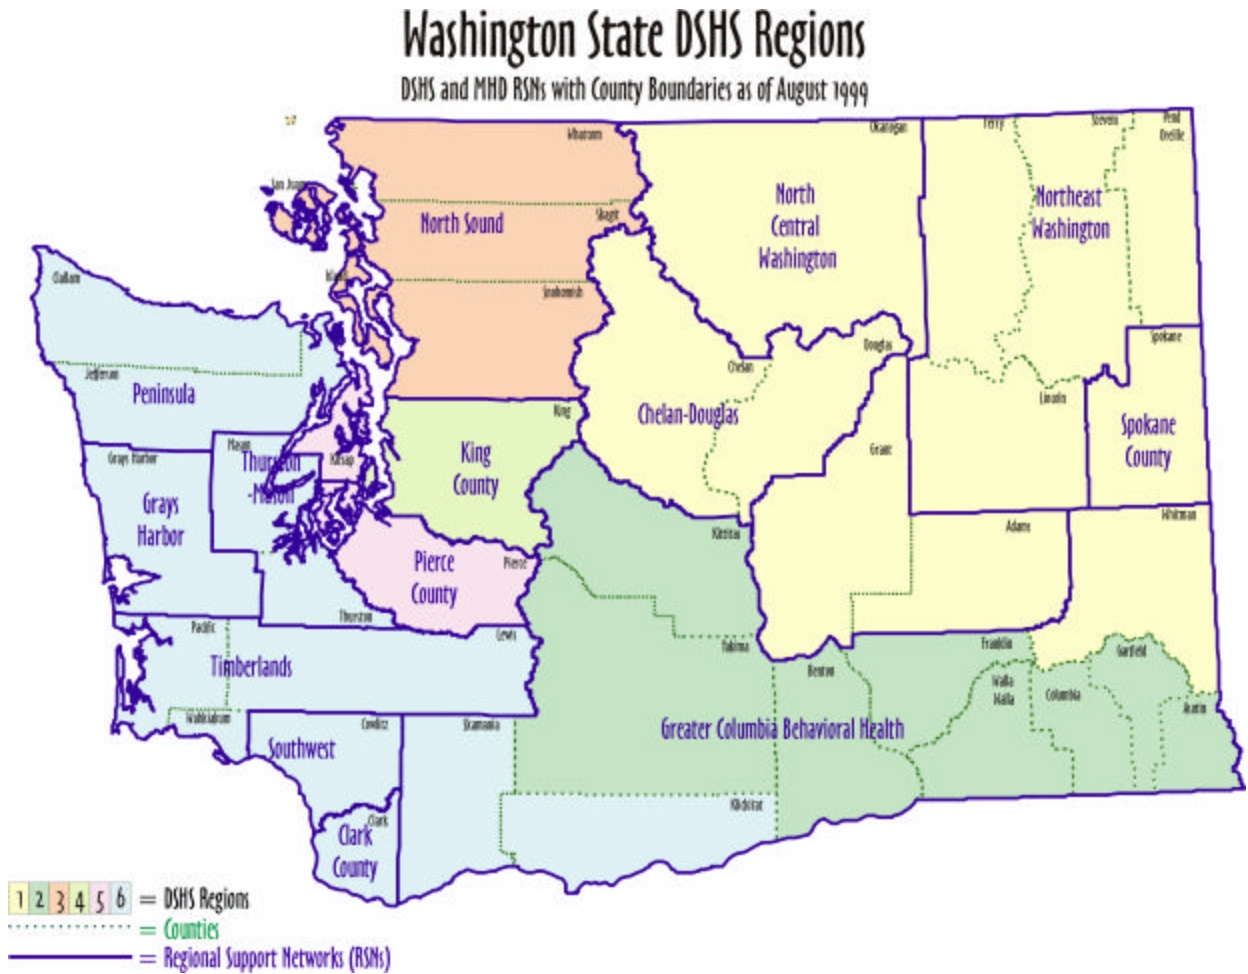 Washington State DSHS Regions
DSHS and MHD RSNs with County Boundaries as of August 1999
Whatcom
Okanogan
Ferry
Stevens
Pend
Oreille
San Juan
Skagit
North Sound
North
Central
Washington
Northeast
Washington
Island
Clallam
Snohomish
Jefferson
Peninsula
Douglas
Chelan
Spokane
Lincoln
King
Chelan-Douglas
Spokane
County
King
County
Mason
Grays Harbor
Thurston
-Mason
Kitsap
Grant
Grays
Harbor
Kittitas
Adams
Whitman
Pierce
County
Pierce
Thurston
Pacific
Lewis
Timberlands
Yakima
Franklin
Garfield
Benton
Walla
Walla
Columbia
Asotin
Wahkiakum
Cowlitz
Skamania
Greater Columbia Behavioral Health
Southwest
Klickitat
Clark
Clark
County
1 2 3 4 5 6 = DSHS Regions
= Counties
= Regional Support Networks (RSNs)